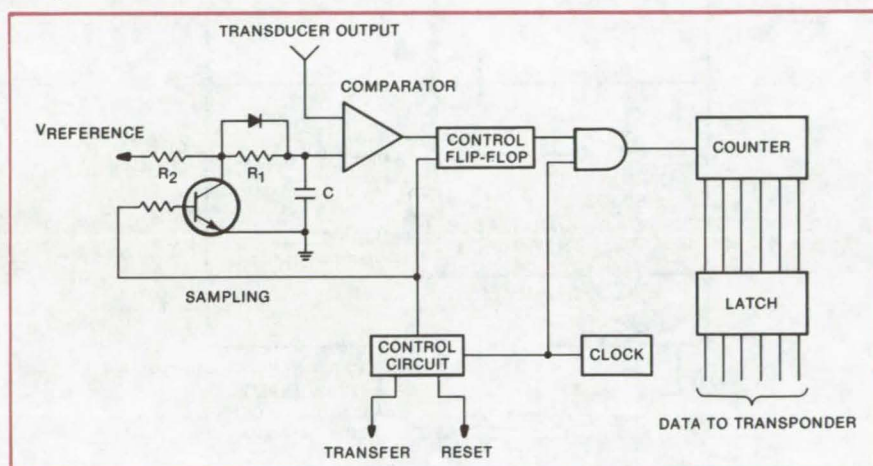 TRANSDUCER OUTPUT
COMPARATOR
VREFERENCE
R2
R1
C
CONTROL
FLIP-FLOP
COUNTER
SAMPLING
LATCH
CONTROL
CIRCUIT
CLOCK
DATA TO TRANSPONDER
TRANSFER
RESET